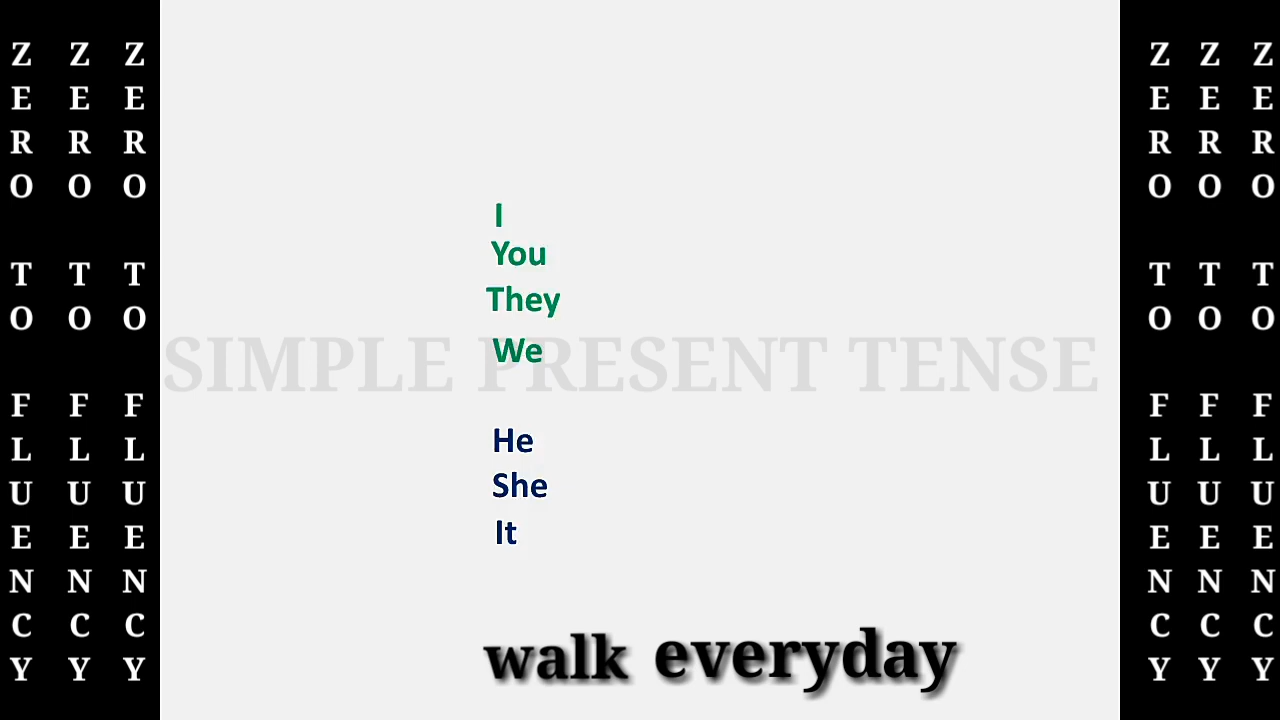 ZERO TO FLUENCY
ZERO TO FLUENCY
ZERO TO FLUENCY
I
You
They
We
SIMPLE PRESENT TENSE
He
She
It
walk everyday
ZERO TO FLUENCY
ZERO TO FLUENCY
ZERO TO FLUENCY